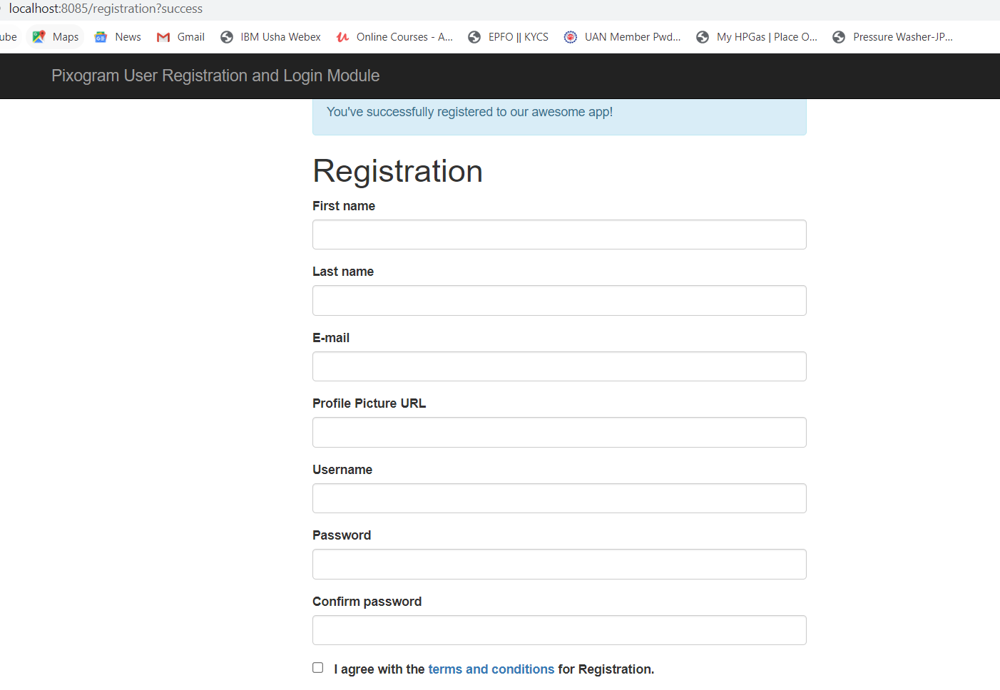 localhost:8085/registration?success
ube Maps News Gmail IBM Usha Webex Online Courses - A... EPFO || KYCS UAN Member Pwd... My HPGas | Place O... Pressure Washer-JP...
Pixogram User Registration and Login Module
You've successfully registered to our awesome app!
Registration
First name
Last name
E-mail
Profile Picture URL
Username
Password
Confirm password
I agree with the terms and conditions for Registration.